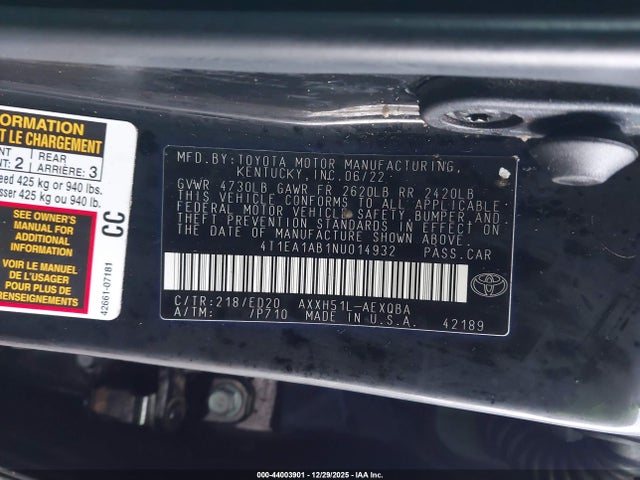 FORMATION
T LE CHARGEMENT
NT
NT: 2
REAR
ARRIÈRE: 3
eed 425 kg or 940 lbs.
sser 425 kg ou 940 lb.
SEE OWNER'S
MANUAL FOR
ADDITIONAL
INFORMATION
VOIR LE MANUEL
DE L'USAGER
POUR PLUS DE
RENSEIGNEMENTS
CC
42661-07181
MFD. BY: TOYOTA MOTOR MANUFACTURING,
KENTUCKY, INC. 06/22
GVWR 4730LB GAWR FR 2620LB RR 2420LB
THIS VEHICLE CONFORMS TO ALL APPLICABLE
FEDERAL MOTOR VEHICLE SAFETY, BUMPER, AND
THEFT PREVENTION STANDARDS IN EFFECT ON
THE DATE OF MANUFACTURE SHOWN ABOVE.
4T1EA1AB1NU014932 PASS.CAR
C/TR:218/ED20 AXXH51L-AEXQBA
A/TM: /P710 MADE IN U.S.A. 42189
TOYOTA
000-44003901 - 12/29/2025 - IAA Inc.